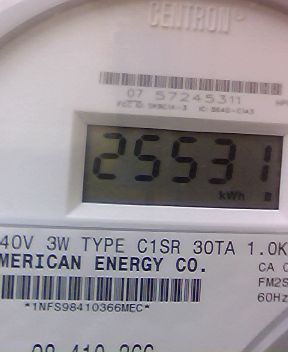 CENTRON
07 57245311
25531
kWh
40V 3W TYPE C1SR 30TA 1.0K
MERICAN ENERGY CO.
CA 0
FM2S
60Hz
*1NFS98410366MEC*